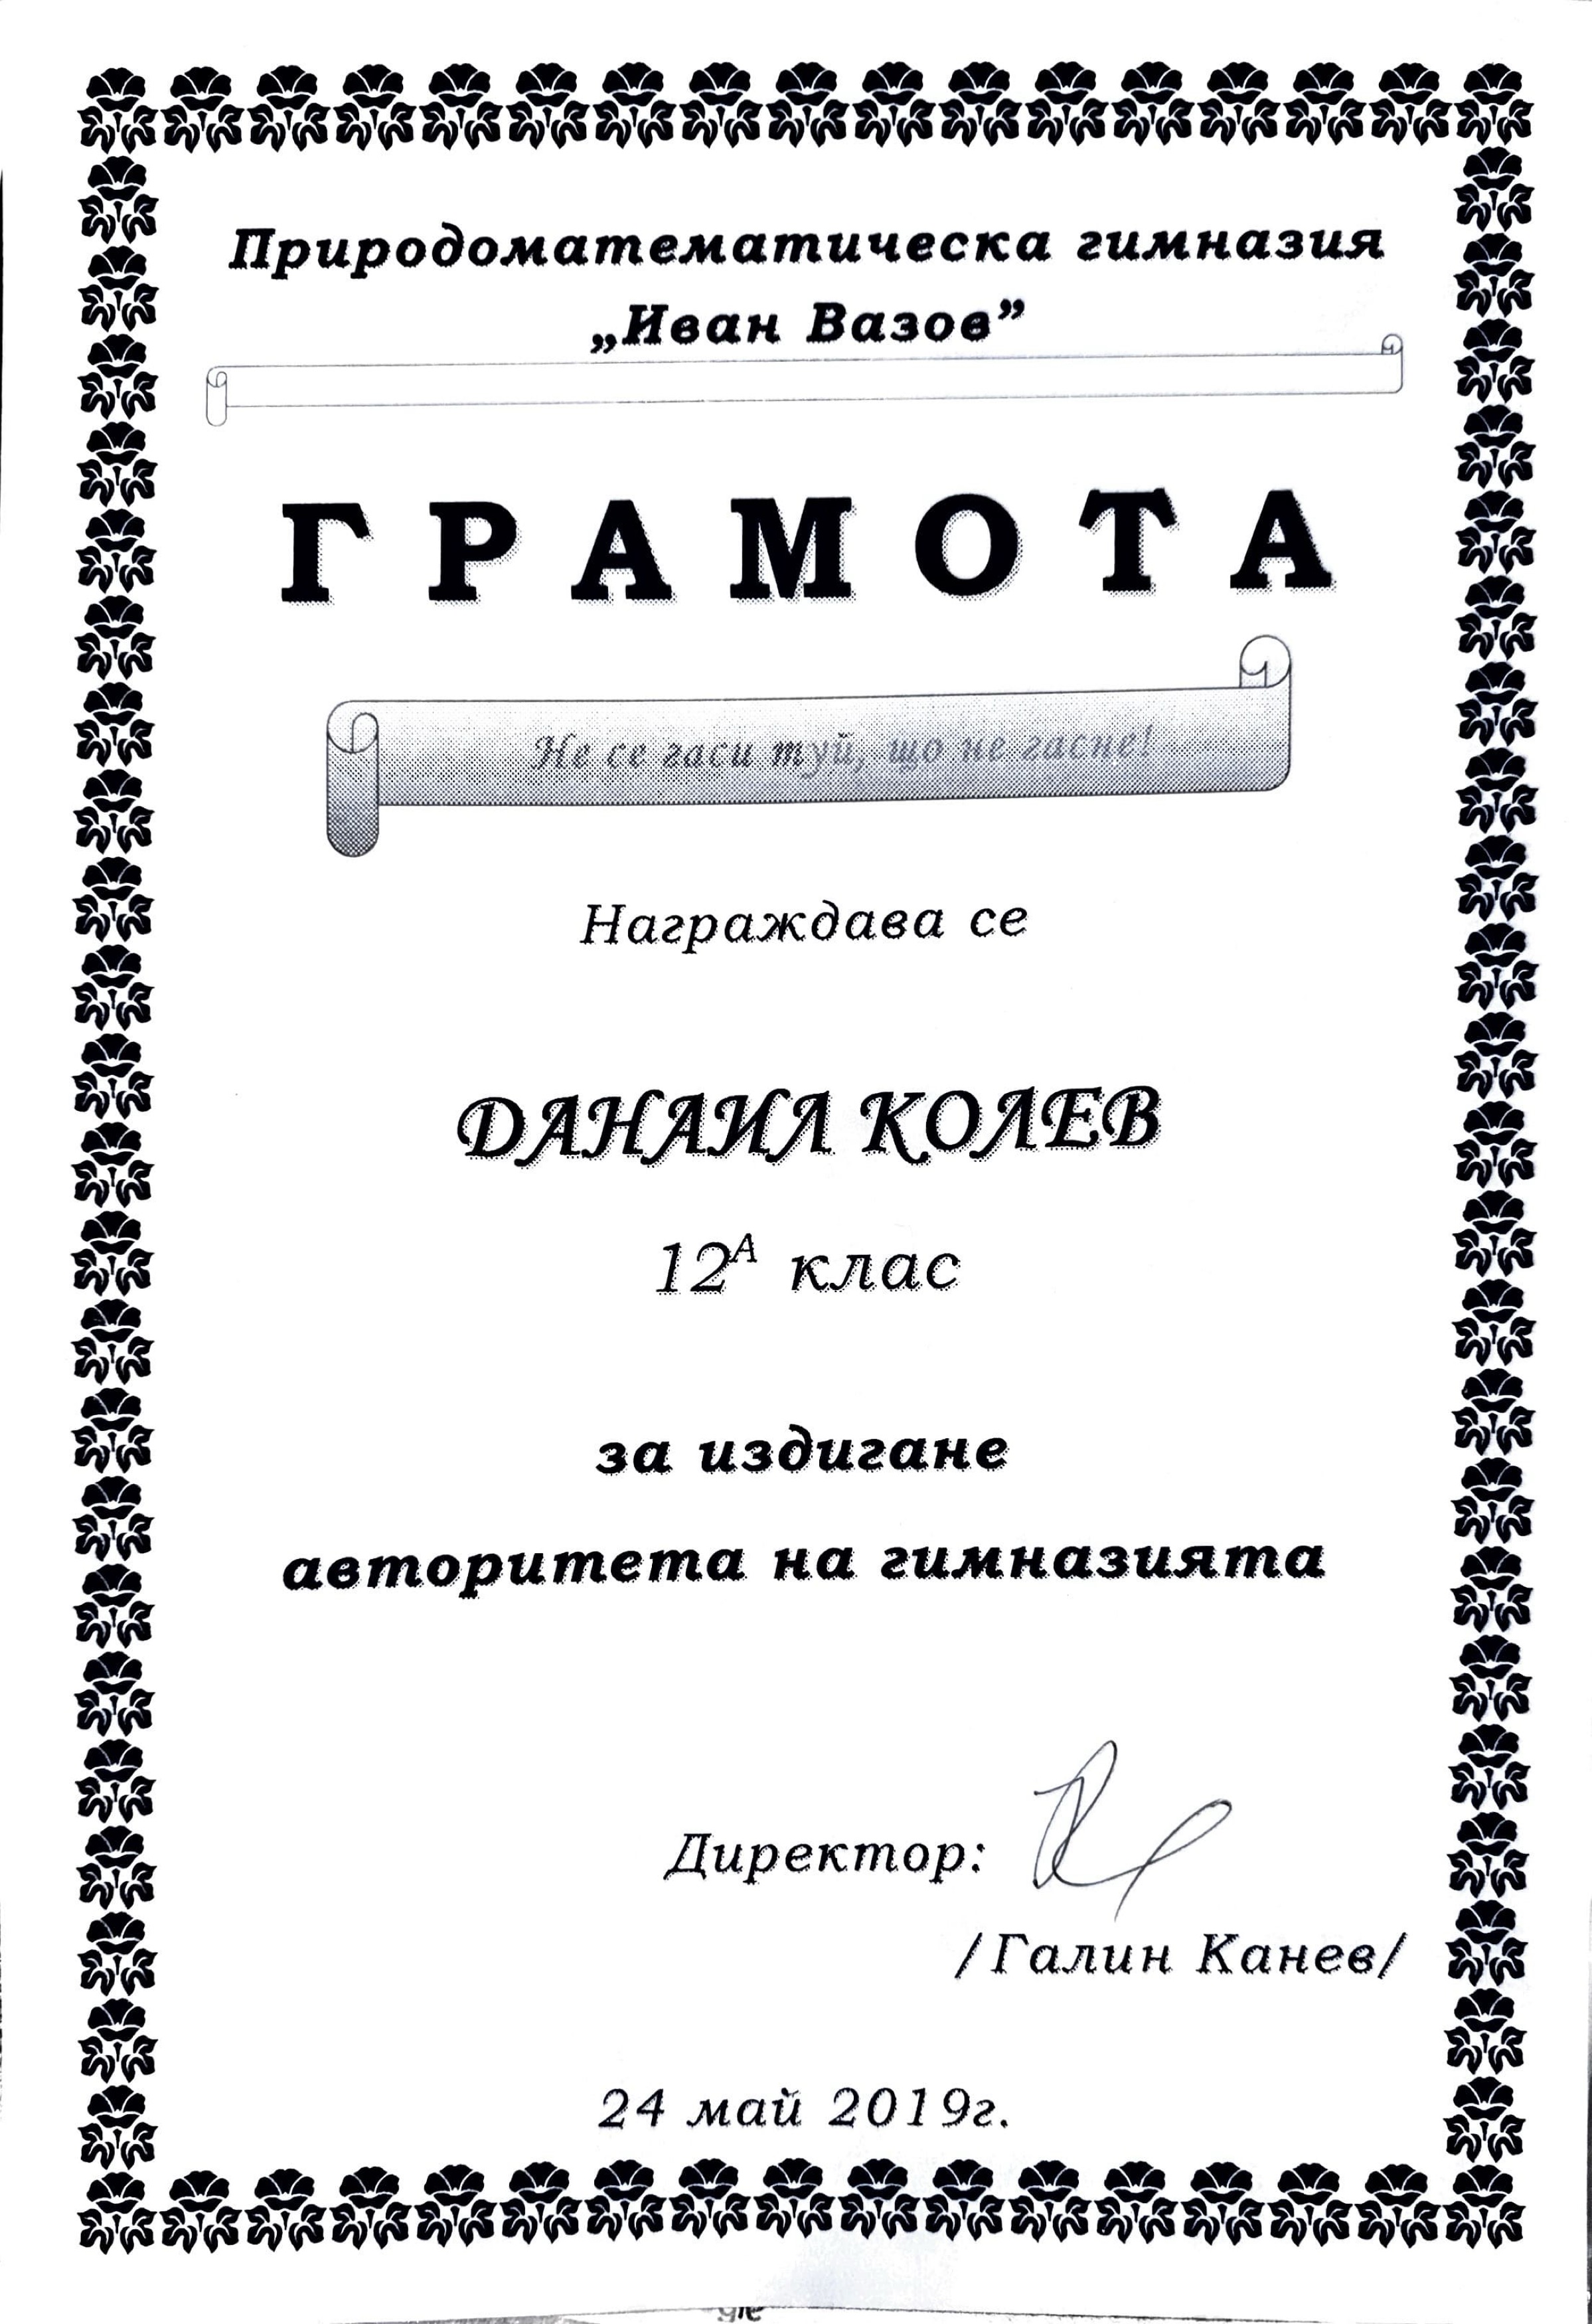 Природоматематическа гимназия
„Иван Вазов”
ГРАМОТА
Не се гаси туй, що не гасне!
Награждава се
ДАНАИЛ КОЛЕВ
12А клас
за издигане
авторитета на гимназията
Директор:
/Галин Канев/
24 май 2019г.